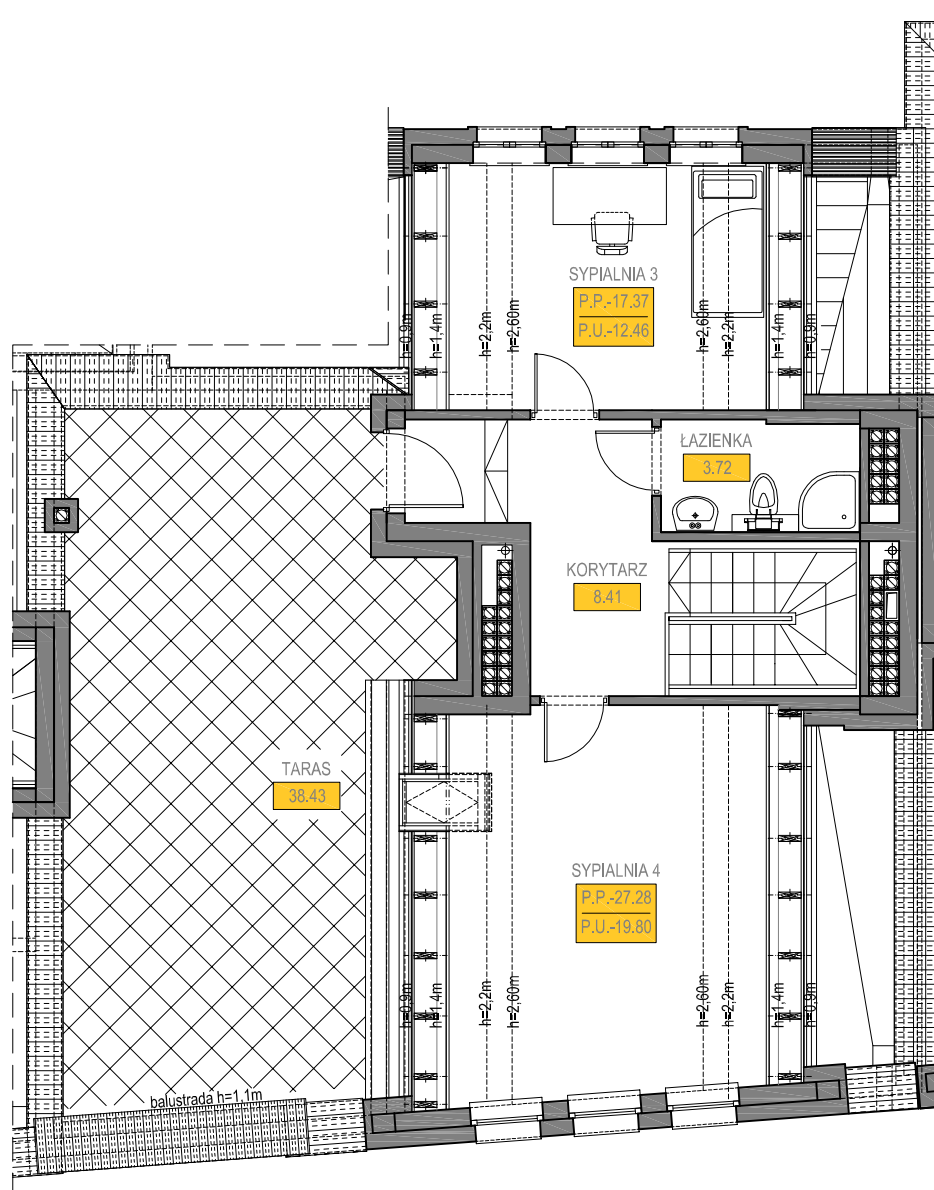 SYPIALNIA 3
P.P.-17.37
P.U.-12.46
h=0,9m
h=1,4m
h=2,2m
h=2,60m
h=2,60m
h=2,2m
h=1,4m
h=0,9m
ŁAZIENKA
3.72
KORYTARZ
8.41
TARAS
38.43
SYPIALNIA 4
P.P.-27.28
P.U.-19.80
h=0,9m
h=1,4m
h=2,2m
h=2,60m
h=2,60m
h=2,2m
h=1,4m
h=0,9m
balustrada h=1,1m